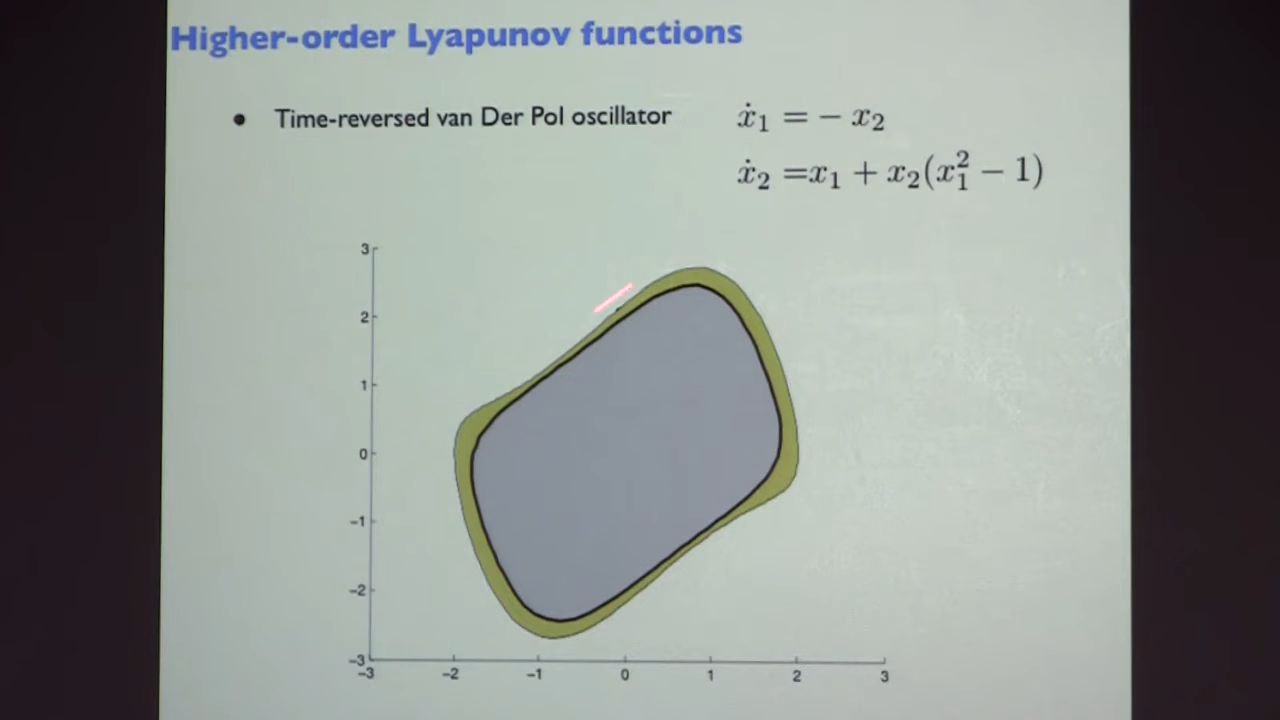 Higher-order Lyapunov functions
• Time-reversed van Der Pol oscillator
ẋ₁ = − x₂
ẋ₂ =x₁ + x₂(x₁² − 1)
3
2
1
0
−1
−2
−3
−3 −2 −1 0 1 2 3